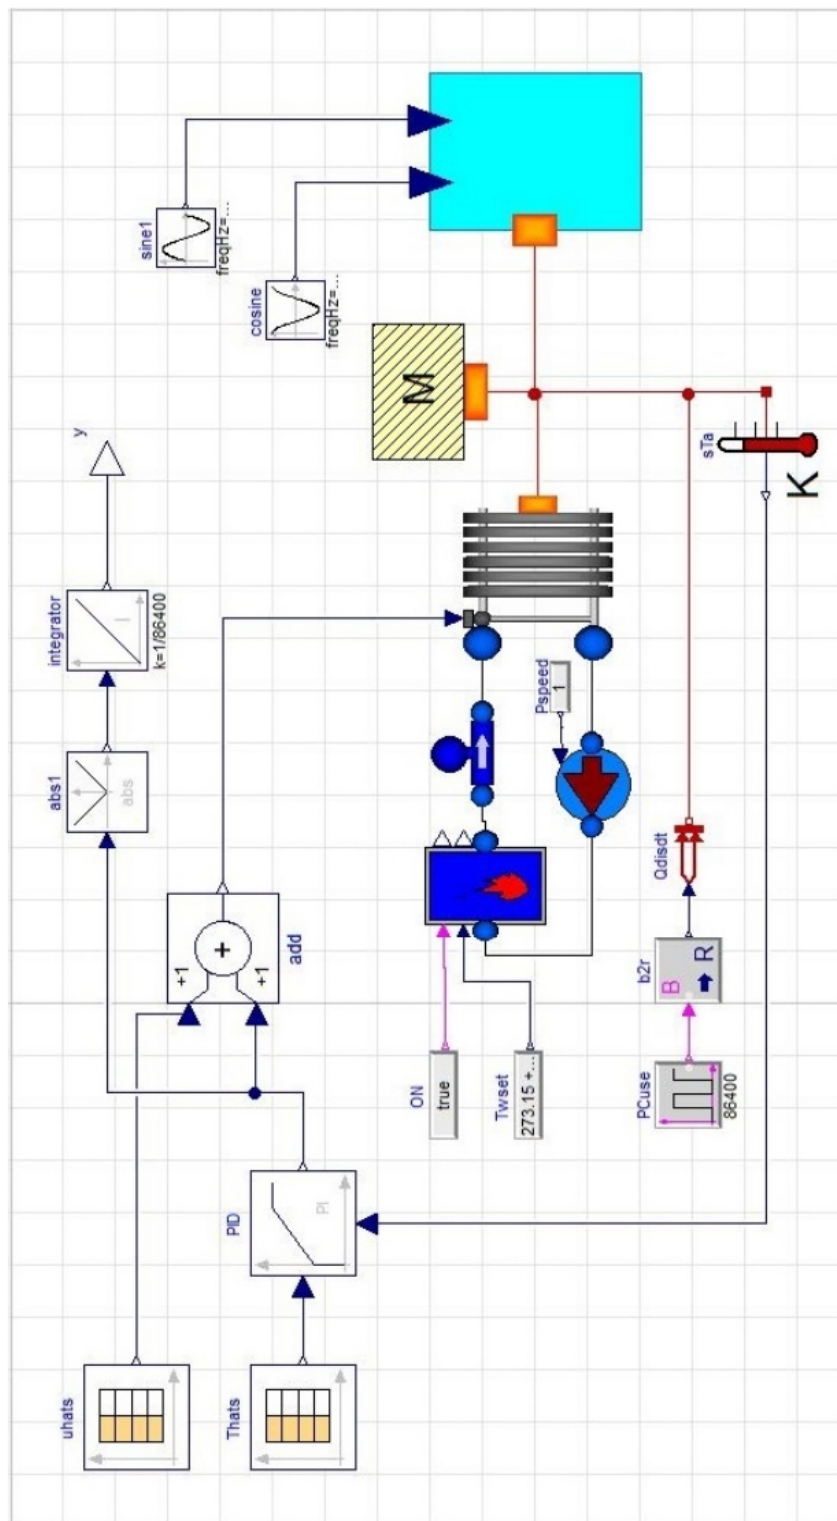 sine1
freqHz=...
cosine
freqHz=...
M
y
integrator
I
k=1/86400
sTa
K
abs1
abs
Pspeed
1
add
+1
+
+1
Qdisdt
b2r
B
R
ON
true
Twset
273.15 +...
PCuse
86400
PID
PI
uhats
Thats